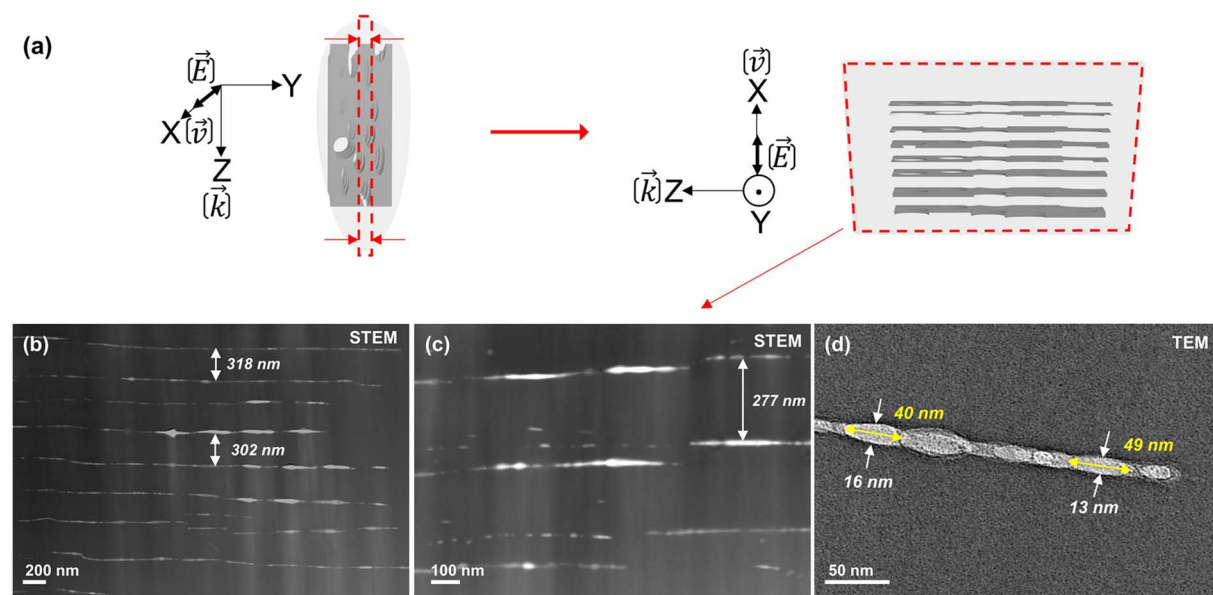 (a)
[E⃗]
Y
X [v⃗]
Z
[k⃗]
[v⃗]
X
[E⃗]
[k⃗] Z
Y
(b)
STEM
318 nm
302 nm
200 nm
(c)
STEM
277 nm
100 nm
(d)
TEM
40 nm
49 nm
16 nm
13 nm
50 nm